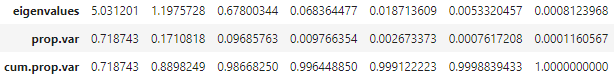 eigenvalues 5.031201 1.1975728 0.67800344 0.068364477 0.018713609 0.0053320457 0.0008123968
prop.var 0.718743 0.1710818 0.09685763 0.009766354 0.002673373 0.0007617208 0.0001160567
cum.prop.var 0.718743 0.8898249 0.98668250 0.996448850 0.999122223 0.9998839433 1.0000000000